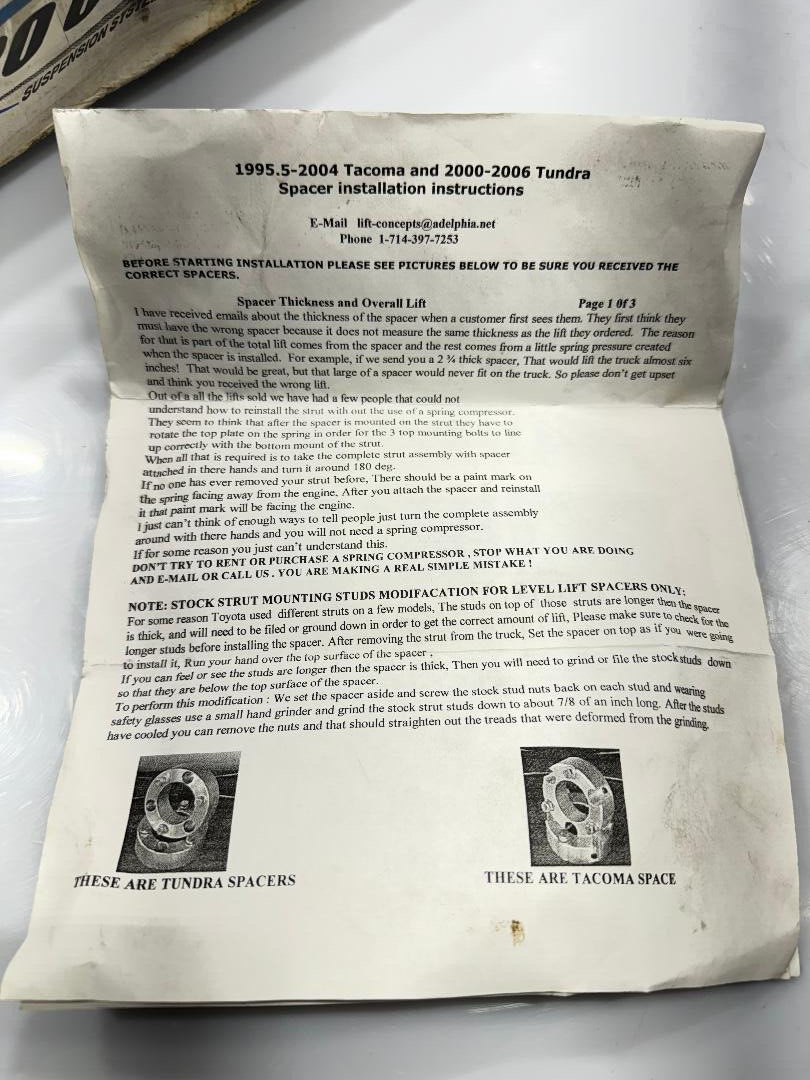 SUSPENSION SYSTE
1995.5-2004 Tacoma and 2000-2006 Tundra
Spacer installation instructions
E-Mail lift-concepts@adelphia.net
Phone 1-714-397-7253
BEFORE STARTING INSTALLATION PLEASE SEE PICTURES BELOW TO BE SURE YOU RECEIVED THE
CORRECT SPACERS.
Spacer Thickness and Overall Lift Page 1 0f 3
I have received emails about the thickness of the spacer when a customer first sees them. They first think they
must have the wrong spacer because it does not measure the same thickness as the lift they ordered. The reason
for that is part of the total lift comes from the spacer and the rest comes from a little spring pressure created
when the spacer is installed. For example, if we send you a 2 ¾ thick spacer, That would lift the truck almost six
inches! That would be great, but that large of a spacer would never fit on the truck. So please don't get upset
and think you received the wrong lift.
Out of a all the lifts sold we have had a few people that could not
understand how to reinstall the strut with out the use of a spring compressor.
They seem to think that after the spacer is mounted on the strut they have to
rotate the top plate on the spring in order for the 3 top mounting bolts to line
up correctly with the bottom mount of the strut.
When all that is required is to take the complete strut assembly with spacer
attached in there hands and turn it around 180 deg.
If no one has ever removed your strut before, There should be a paint mark on
the spring facing away from the engine, After you attach the spacer and reinstall
it that paint mark will be facing the engine.
I just can't think of enough ways to tell people just turn the complete assembly
around with there hands and you will not need a spring compressor.
If for some reason you just can't understand this.
DON'T TRY TO RENT OR PURCHASE A SPRING COMPRESSOR , STOP WHAT YOU ARE DOING
AND E-MAIL OR CALL US . YOU ARE MAKING A REAL SIMPLE MISTAKE !
NOTE: STOCK STRUT MOUNTING STUDS MODIFACATION FOR LEVEL LIFT SPACERS ONLY;
For some reason Toyota used different struts on a few models, The studs on top of those struts are longer then the spacer
is thick, and will need to be filed or ground down in order to get the correct amount of lift, Please make sure to check for the
longer studs before installing the spacer. After removing the strut from the truck, Set the spacer on top as if you were going
to install it, Run your hand over the top surface of the spacer ,
If you can feel or see the studs are longer then the spacer is thick, Then you will need to grind or file the stock studs down
so that they are below the top surface of the spacer.
To perform this modification : We set the spacer aside and screw the stock stud nuts back on each stud and wearing
safety glasses use a small hand grinder and grind the stock strut studs down to about 7/8 of an inch long. After the studs
have cooled you can remove the nuts and that should straighten out the treads that were deformed from the grinding,
THESE ARE TUNDRA SPACERS
THESE ARE TACOMA SPACE